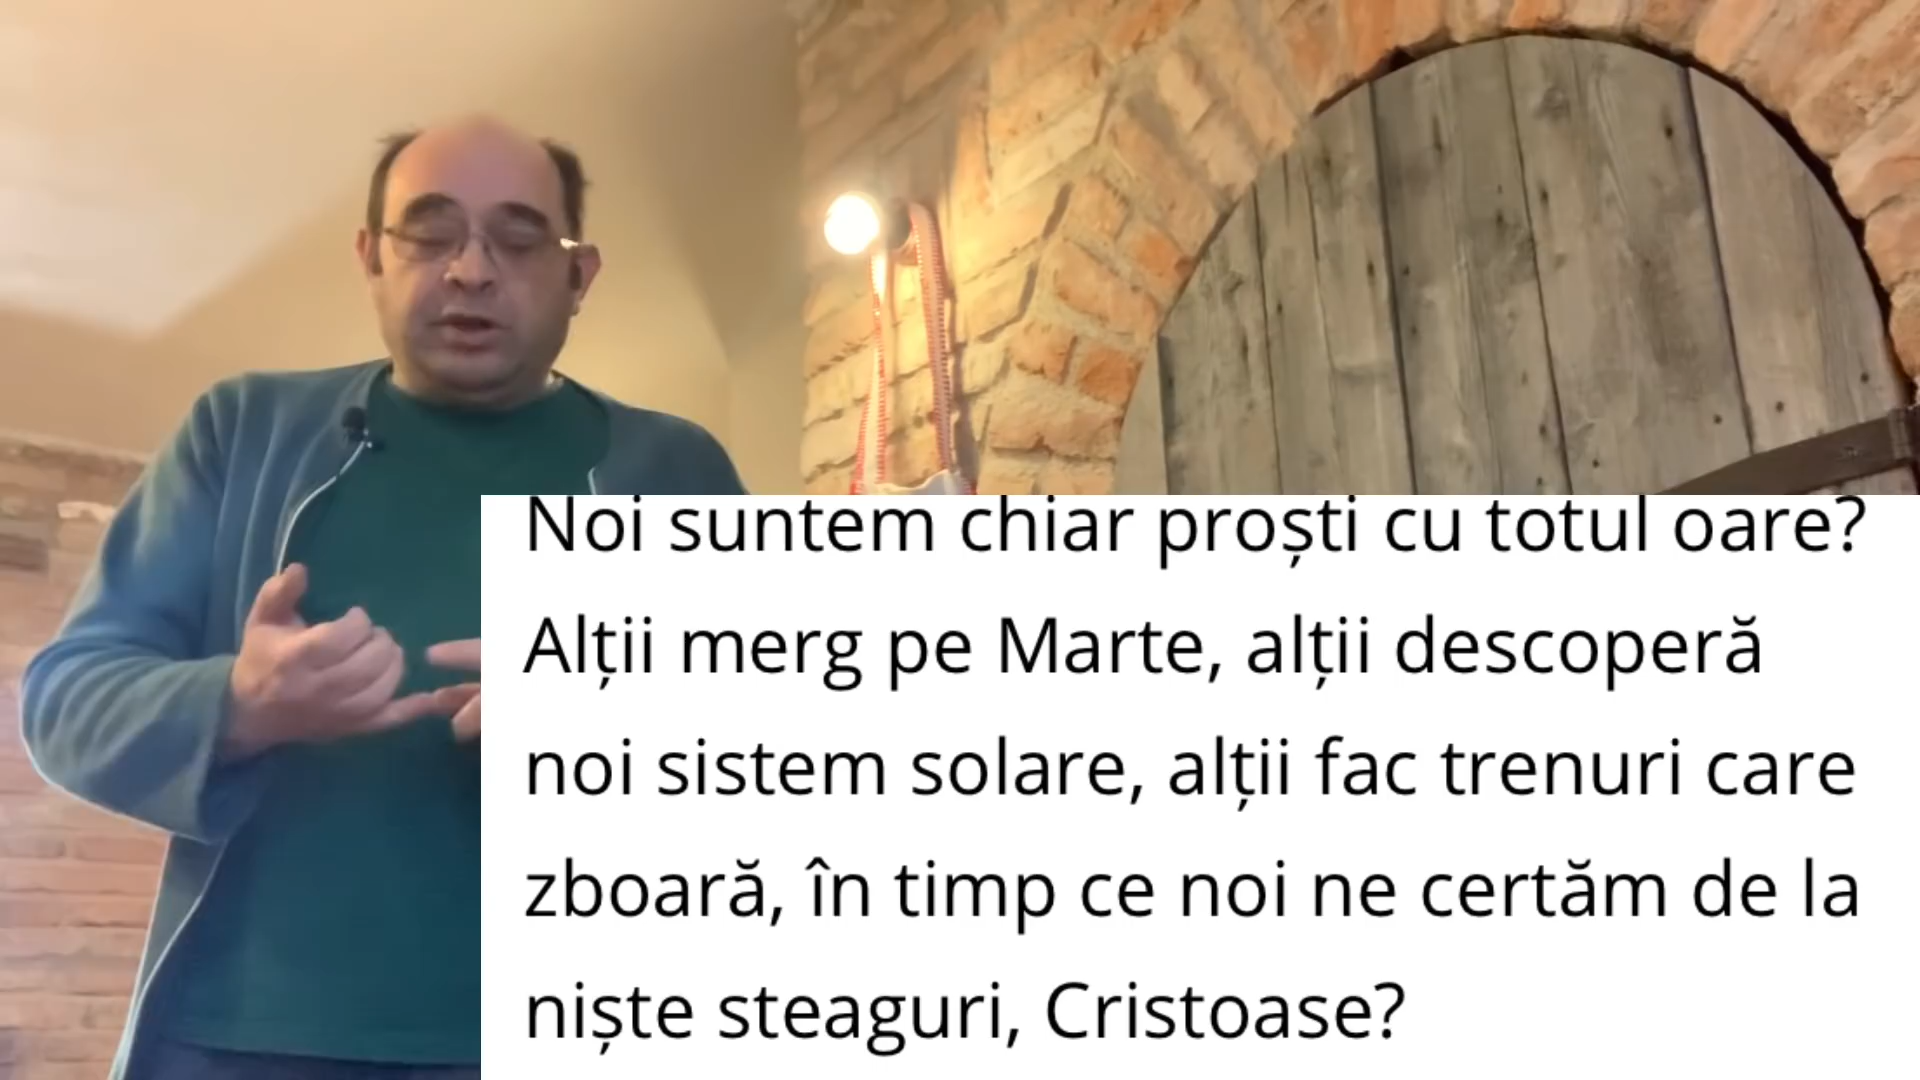 Noi suntem chiar proști cu totul oare?
Alții merg pe Marte, alții descoperă
noi sistem solare, alții fac trenuri care
zboară, în timp ce noi ne certăm de la
niște steaguri, Cristoase?